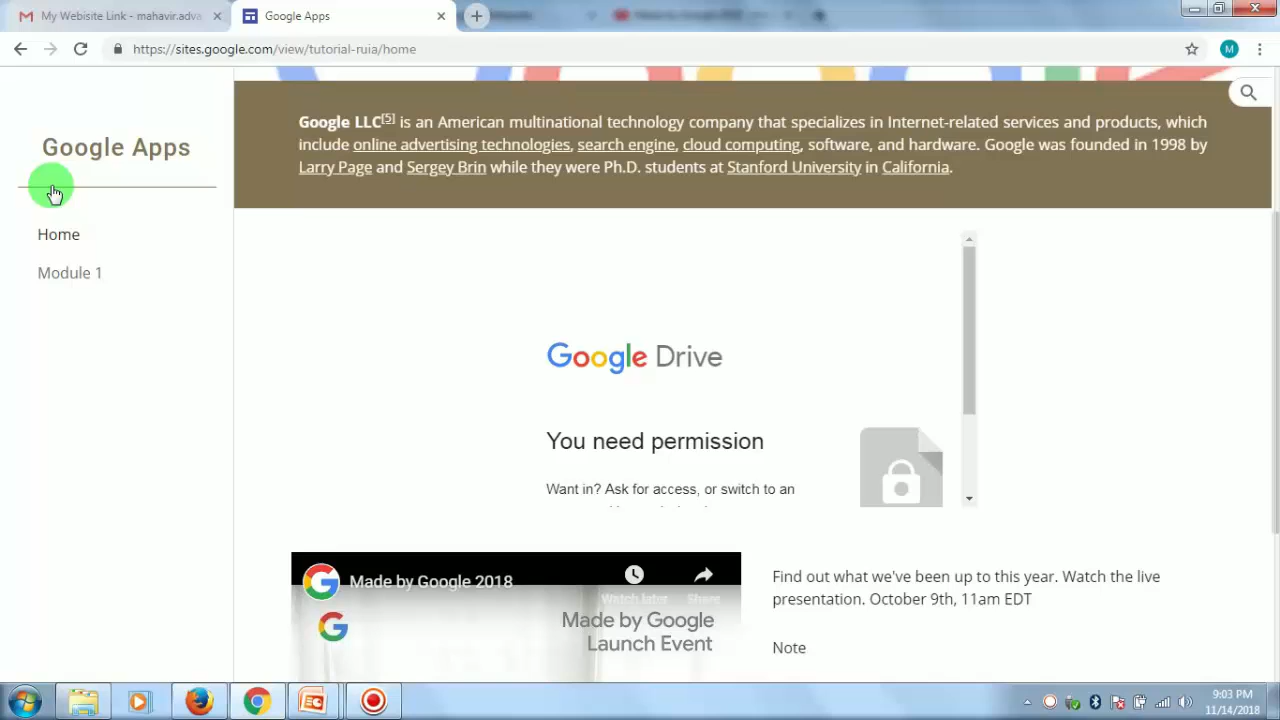 My Webisite Link - mahavir.adva
Google Apps
https://sites.google.com/view/tutorial-ruia/home
M
Google Apps
Home
Module 1
Google LLC[5] is an American multinational technology company that specializes in Internet-related services and products, which
include online advertising technologies, search engine, cloud computing, software, and hardware. Google was founded in 1998 by
Larry Page and Sergey Brin while they were Ph.D. students at Stanford University in California.
Google Drive
You need permission
Want in? Ask for access, or switch to an
Made by Google 2018
Watch later
Share
Made by Google
Launch Event
Find out what we've been up to this year. Watch the live
presentation. October 9th, 11am EDT
Note
9:03 PM
11/14/2018